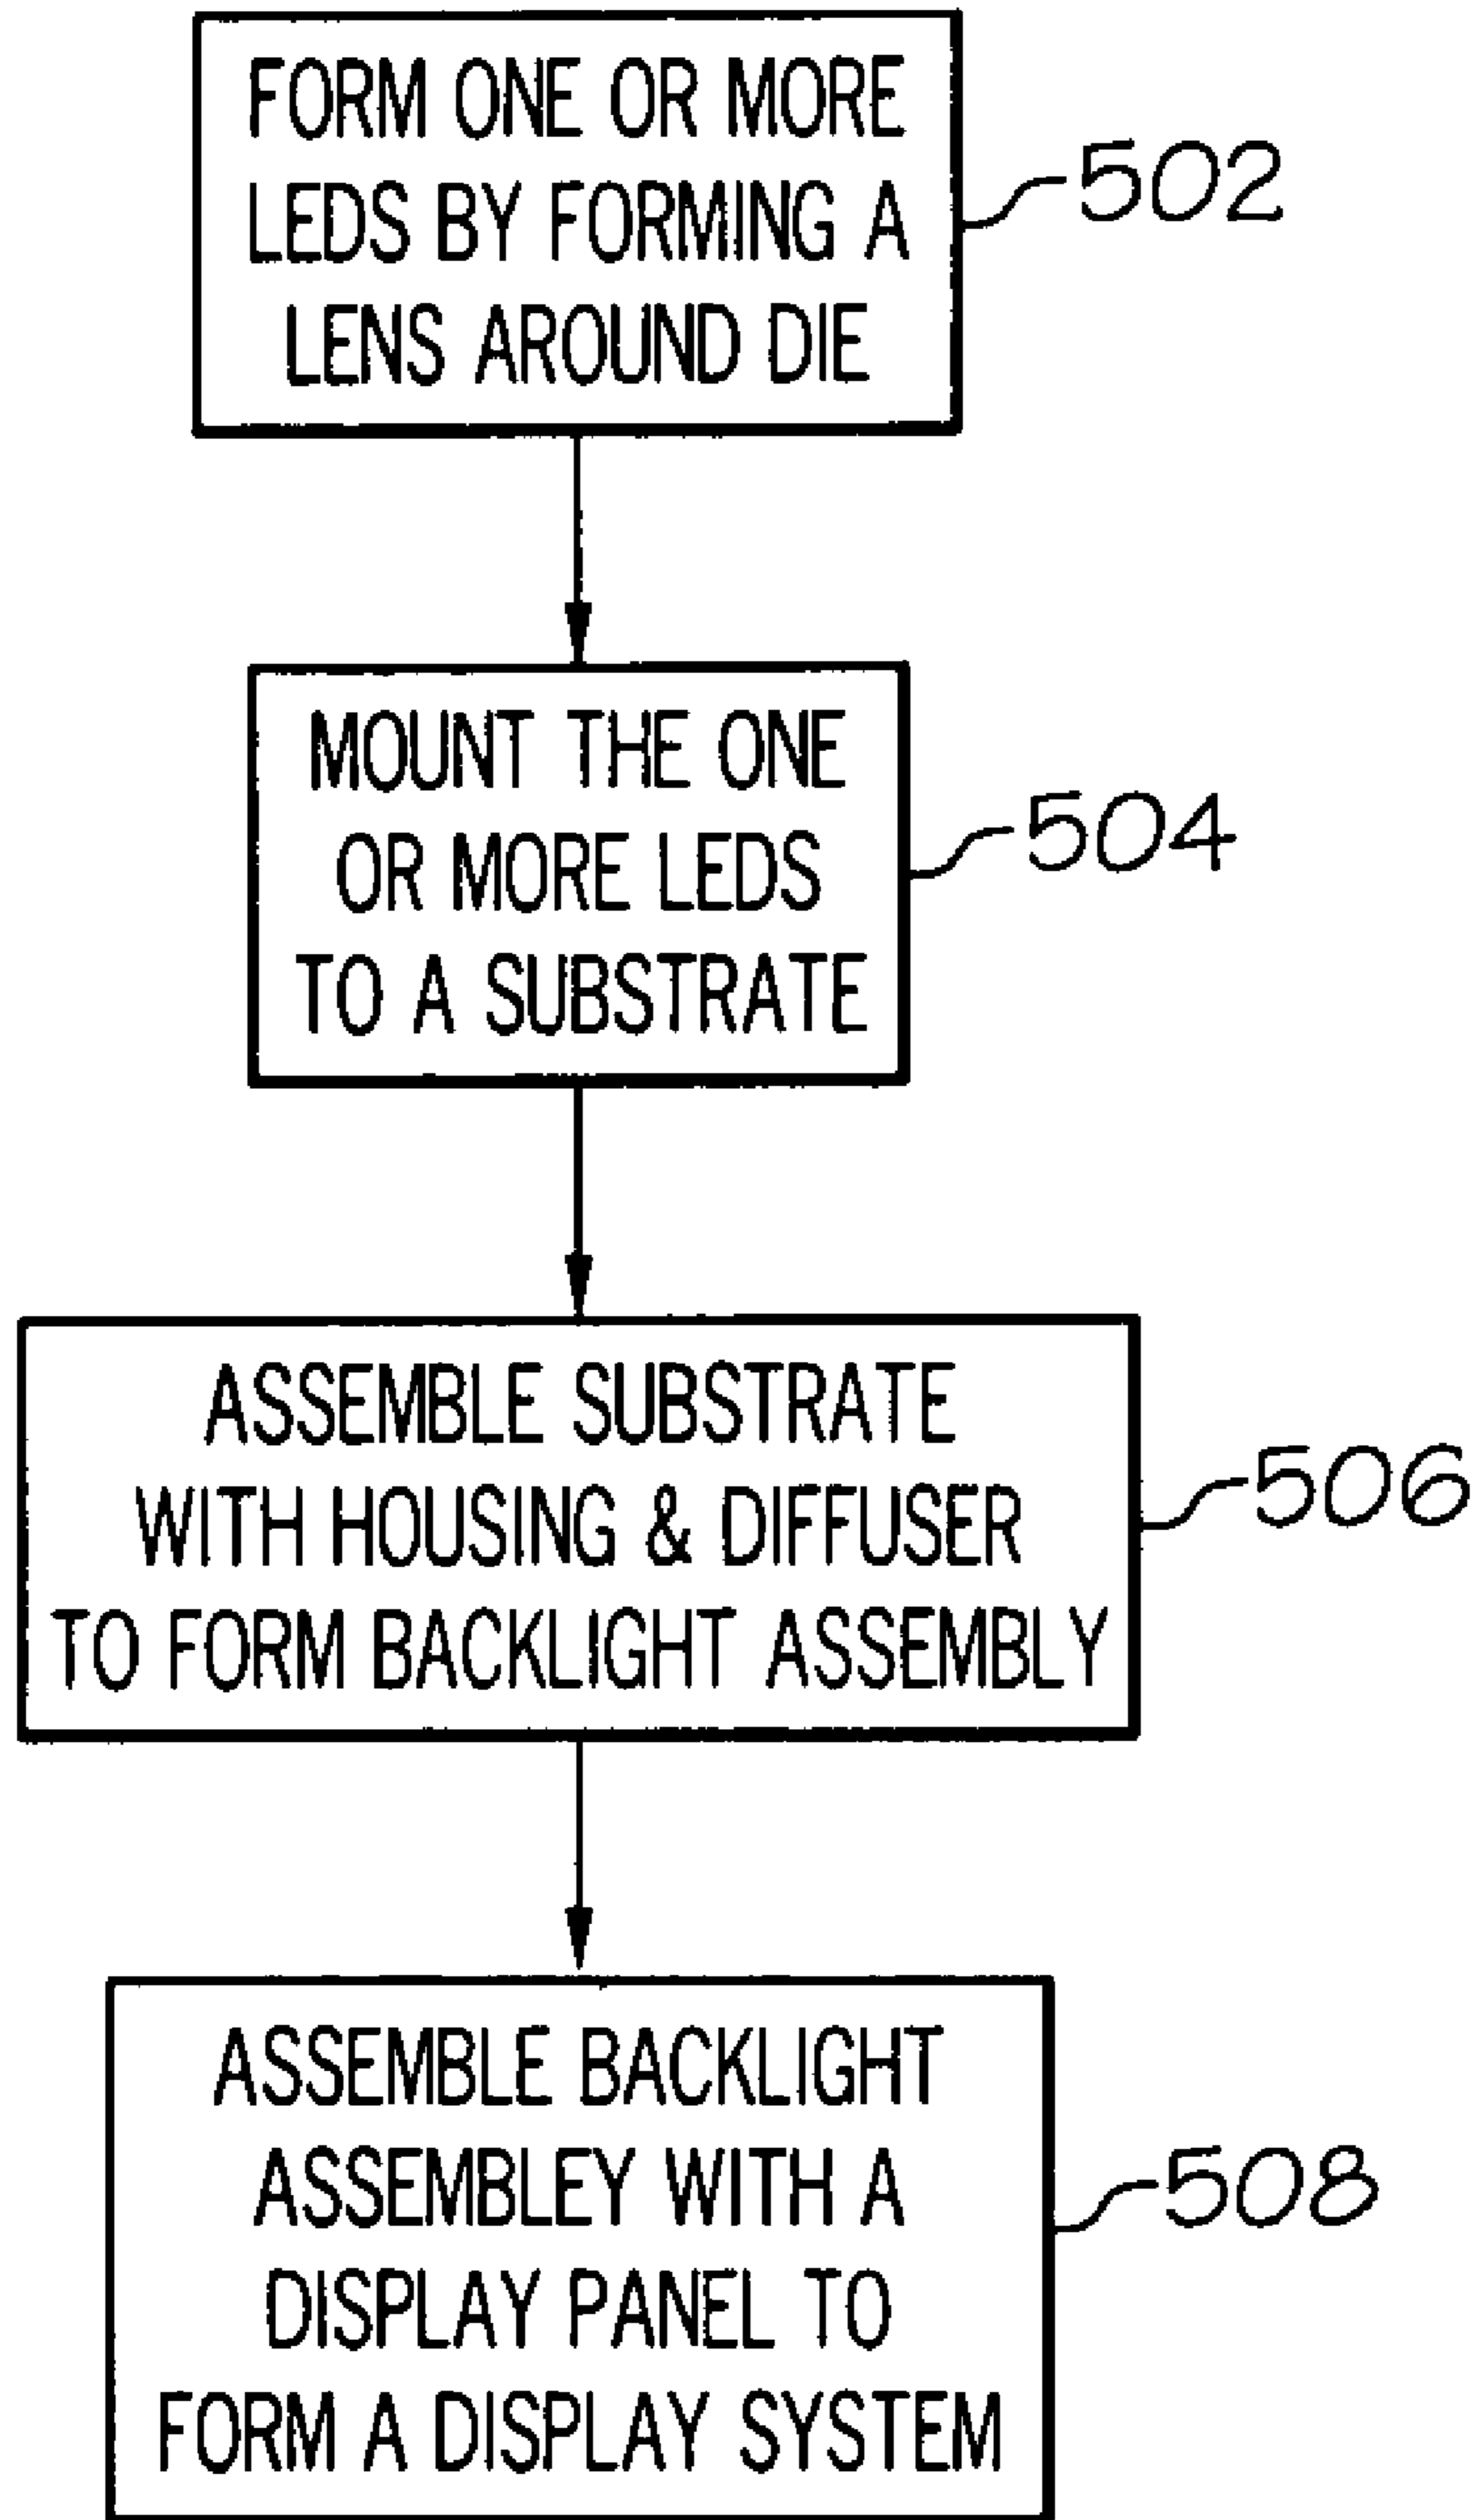 FORM ONE OR MORE
LEDS BY FORMING A
LENS AROUND DIE
502
MOUNT THE ONE
OR MORE LEDS
TO A SUBSTRATE
504
ASSEMBLE SUBSTRATE
WITH HOUSING & DIFFUSER
TO FORM BACKLIGHT ASSEMBLY
506
ASSEMBLE BACKLIGHT
ASSEMBLEY WITH A
DISPLAY PANEL TO
FORM A DISPLAY SYSTEM
508